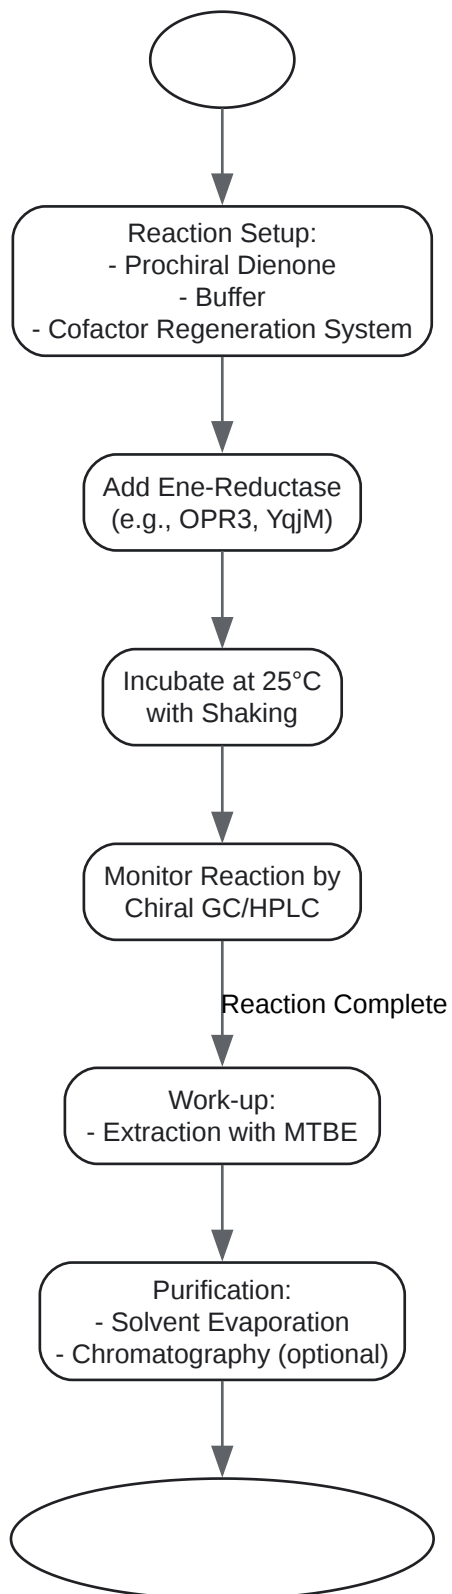 Reaction Setup:
- Prochiral Dienone
- Buffer
- Cofactor Regeneration System
Add Ene-Reductase
(e.g., OPR3, YqjM)
Incubate at 25°C
with Shaking
Monitor Reaction by
Chiral GC/HPLC
Reaction Complete
Work-up:
- Extraction with MTBE
Purification:
- Solvent Evaporation
- Chromatography (optional)